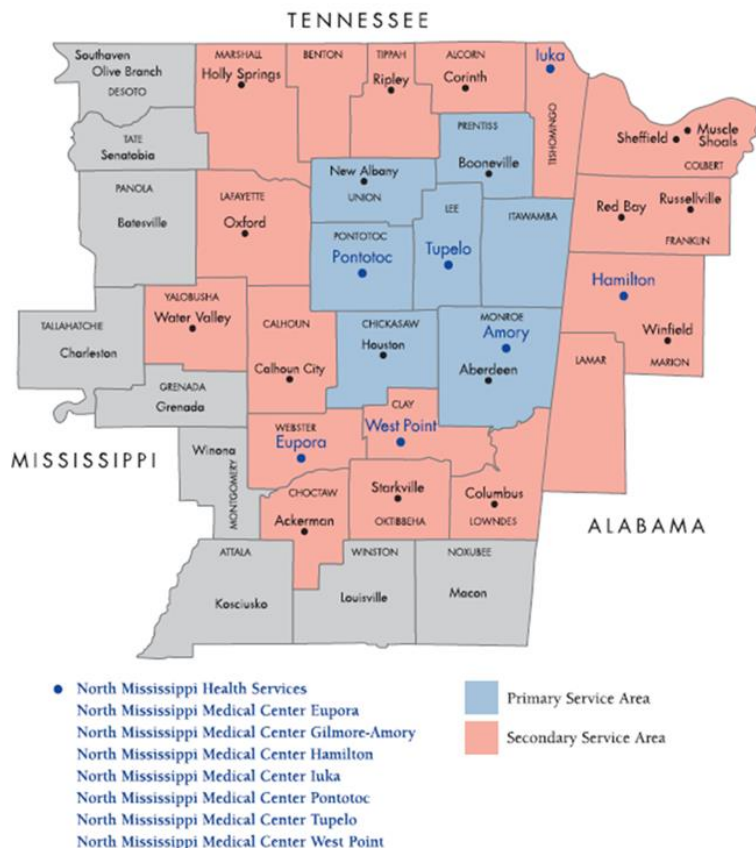 TENNESSEE
Southaven
Olive Branch
DESOTO
MARSHALL
Holly Springs
BENTON
TIPPAH
Ripley
ALCORN
Corinth
Iuka
TISHOMINGO
TATE
Senatobia
PRENTISS
Booneville
Sheffield
Muscle
Shoals
COLBERT
PANOLA
Batesville
LAFAYETTE
Oxford
New Albany
UNION
LEE
Tupelo
ITAWAMBA
Red Bay
Russellville
FRANKLIN
PONTOTOC
Pontotoc
Hamilton
Winfield
MARION
TALLAHATCHIE
Charleston
YALOBUSHA
Water Valley
CALHOUN
Calhoun City
CHICKASAW
Houston
MONROE
Amory
Aberdeen
LAMAR
GRENADA
Grenada
WEBSTER
Eupora
CLAY
West Point
MISSISSIPPI
Winona
MONTGOMERY
CHOCTAW
Ackerman
Starkville
OKTIBBEHA
Columbus
LOWNDES
ALABAMA
ATTALA
Kosciusko
WINSTON
Louisville
NOXUBEE
Macon
North Mississippi Health Services
North Mississippi Medical Center Eupora
North Mississippi Medical Center Gilmore-Amory
North Mississippi Medical Center Hamilton
North Mississippi Medical Center Iuka
North Mississippi Medical Center Pontotoc
North Mississippi Medical Center Tupelo
North Mississippi Medical Center West Point
Primary Service Area
Secondary Service Area